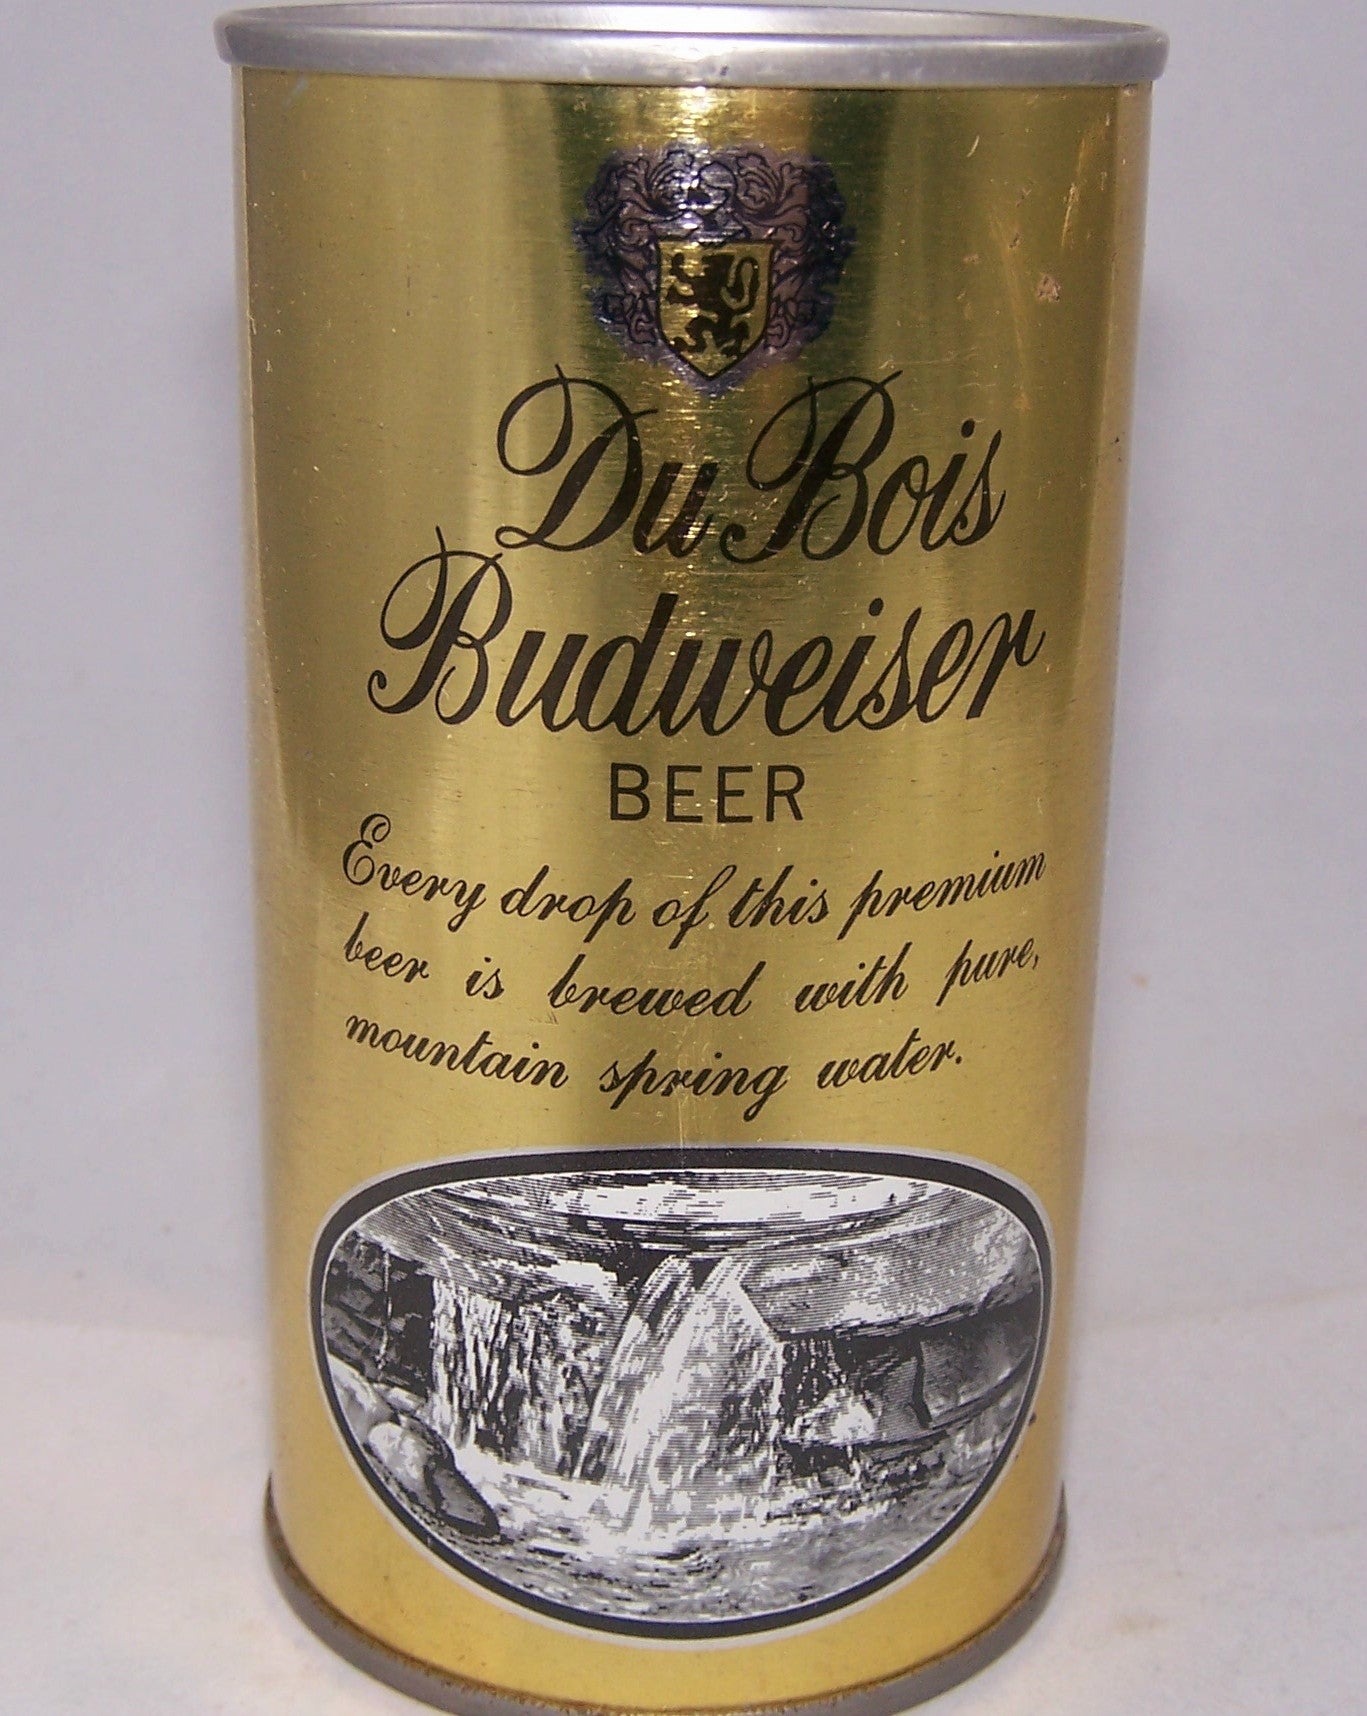 Du Bois
Budweiser
BEER
Every drop of this premium
beer is brewed with pure,
mountain spring water.